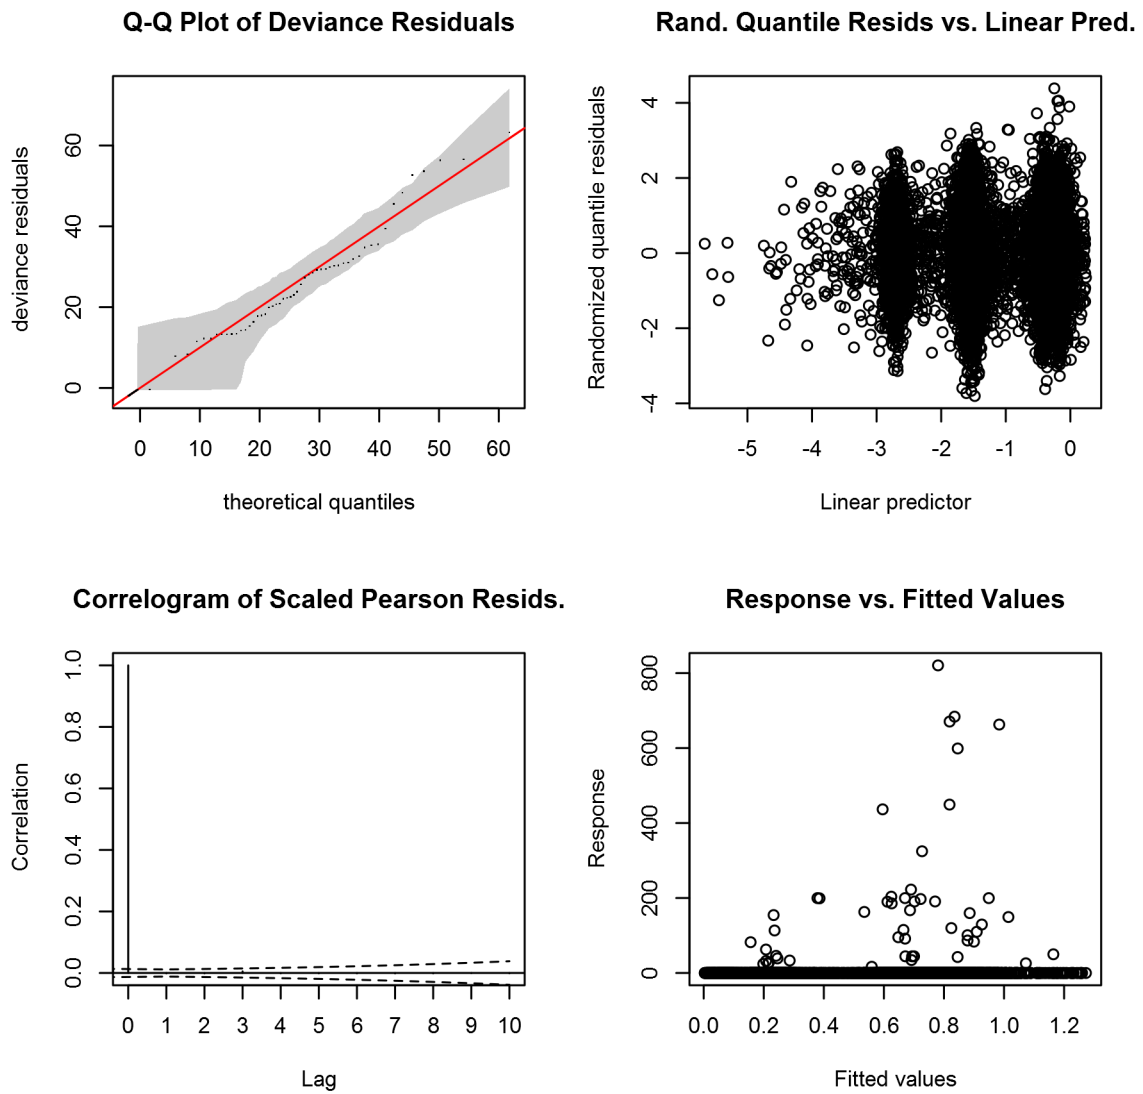 Q-Q Plot of Deviance Residuals
deviance residuals
60
40
20
0
0 10 20 30 40 50 60
theoretical quantiles
Rand. Quantile Resids vs. Linear Pred.
Randomized quantile residuals
4
2
0
-2
-4
-5 -4 -3 -2 -1 0
Linear predictor
Correlogram of Scaled Pearson Resids.
Correlation
1.0
0.8
0.6
0.4
0.2
0.0
0 1 2 3 4 5 6 7 8 9 10
Lag
Response vs. Fitted Values
Response
800
600
400
200
0
0.0 0.2 0.4 0.6 0.8 1.0 1.2
Fitted values